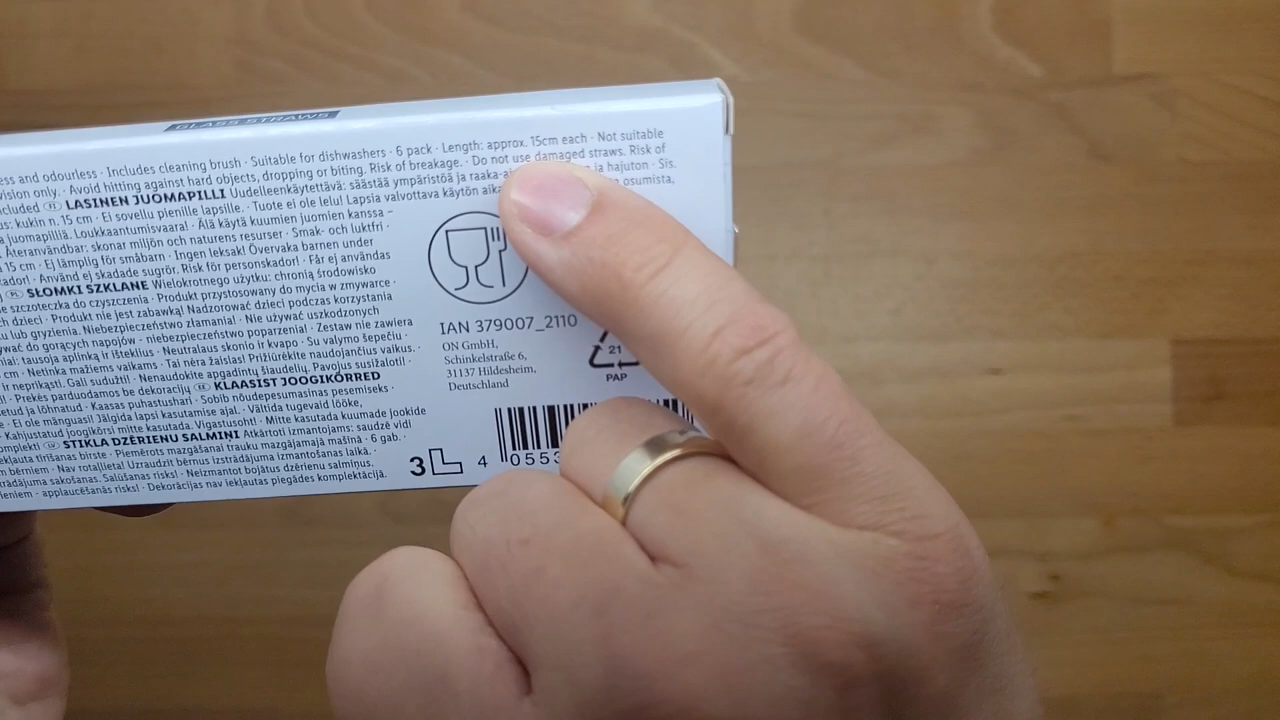 GLASS STRAWS
ess and odourless · Includes cleaning brush · Suitable for dishwashers · 6 pack · Length: approx. 15cm each · Not suitable
vision only. · Avoid hitting against hard objects, dropping or biting. Risk of breakage. · Do not use damaged straws. Risk of
ncluded FI LASINEN JUOMAPILLI Uudelleenkäytettävä: säästää ympäristöä ja raaka-ai ja hajuton · Sis.
us: kukin n. 15 cm · Ei sovellu pienille lapsille. · Tuote ei ole lelu! Lapsia valvottava käytön aika osumista,
a juomapilliä. Loukkaantumisvaara! · Älä käytä kuumien juomien kanssa –
Återanvändbar: skonar miljön och naturens resurser · Smak- och luktfri ·
a 15 cm · Ej lämplig för småbarn · Ingen leksak! Övervaka barnen under
kador! · Använd ej skadade sugrör. Risk för personskador! · Får ej användas
PL SŁOMKI SZKLANE Wielokrotnego użytku: chronią środowisko
e szczoteczka do czyszczenia · Produkt przystosowany do mycia w zmywarce ·
ch dzieci · Produkt nie jest zabawką! Nadzorować dzieci podczas korzystania
ku lub gryzienia. Niebezpieczeństwo złamania! · Nie używać uszkodzonych
ywać do gorących napojów – niebezpieczeństwo poparzenia! · Zestaw nie zawiera
niai: tausoja aplinką ir išteklius · Neutralaus skonio ir kvapo · Su valymo šepečiu ·
cm · Netinka mažiems vaikams · Tai nėra žaislas! Prižiūrėkite naudojančius vaikus. ·
ir neprikąsti. Gali sudužti! · Nenaudokite apgadintų šiaudelių. Pavojus susižaloti! ·
i! · Prekės parduodamos be dekoracijų EE KLAASIST JOOGIKÕRRED
etud ja lõhnatud · Kaasas puhastushari · Sobib nõudepesumasinas pesemiseks ·
· Ei ole mänguasi! Jälgida lapsi kasutamise ajal. · Vältida tugevaid lööke,
· Kahjustatud joogikõrsi mitte kasutada. Vigastusoht! · Mitte kasutada kuumade jookide
omplekti LV STIKLA DZĒRIENU SALMIŅI Atkārtoti izmantojams: saudzē vidi
ekļauta tīrīšanas birste · Piemērots mazgāšanai trauku mazgājamajā mašīnā · 6 gab. ·
m bērniem · Nav rotaļlieta! Uzraudzīt bērnus izstrādājuma izmantošanas laikā. ·
trādājuma sakošanas. Salūšanas risks! · Neizmantot bojātus dzērienu salmiņus.
ieniem – applaucēšanās risks! · Dekorācijas nav iekļautas piegādes komplektācijā.
IAN 379007_2110
ON GmbH,
Schinkelstraße 6,
31137 Hildesheim,
Deutschland
21
PAP
3
4 0553